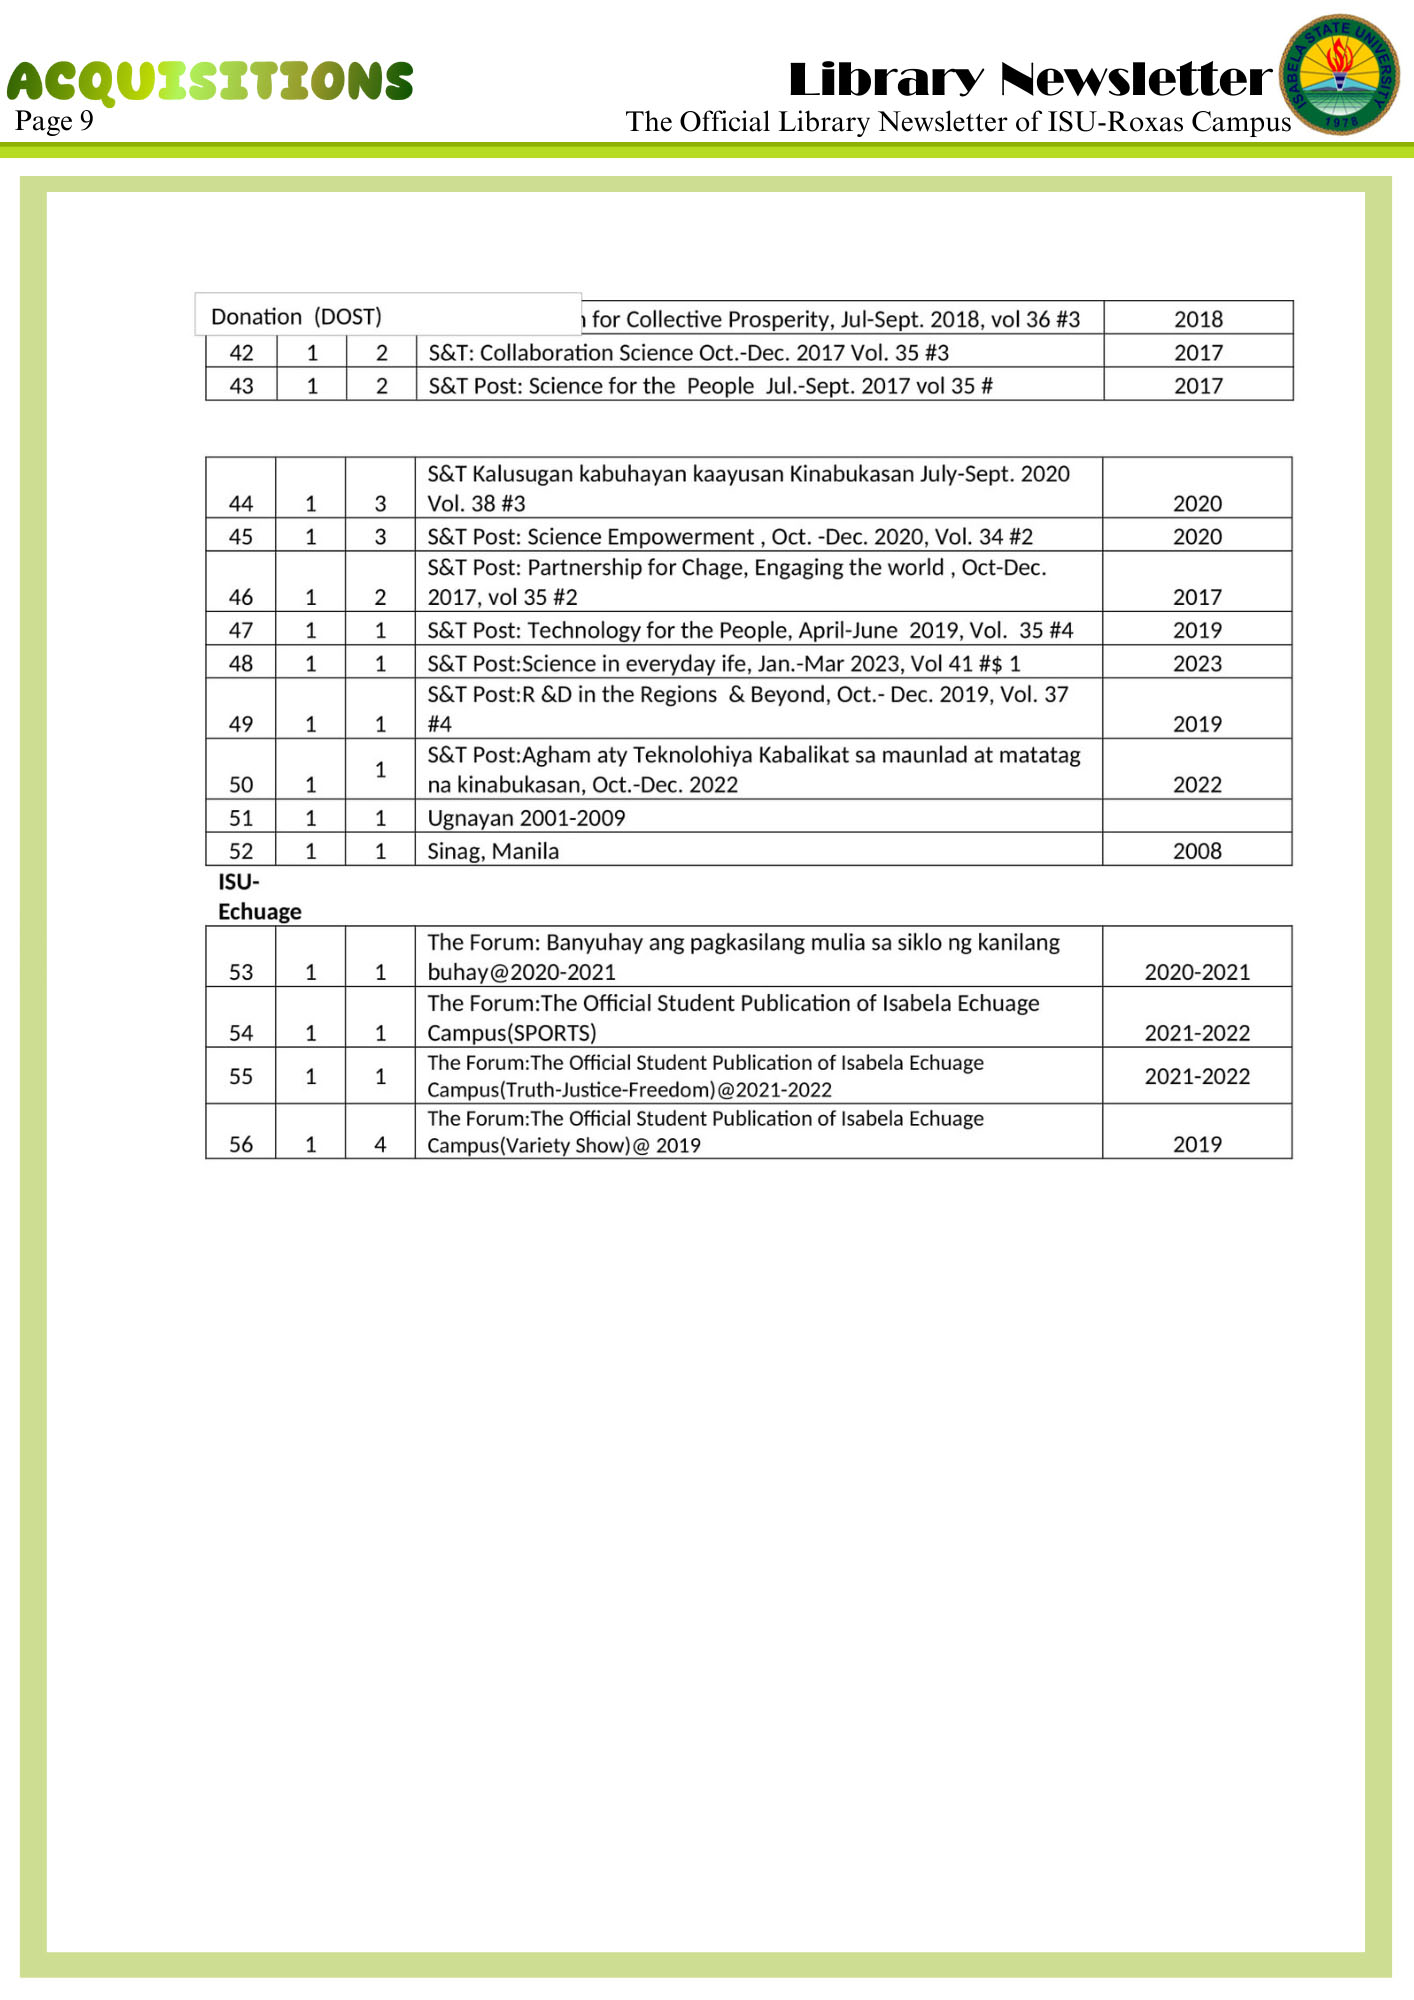 ACQUISITIONS
Page 9
Library Newsletter
The Official Library Newsletter of ISU-Roxas Campus
ISABELA STATE UNIVERSITY
1978
Donation (DOST)
for Collective Prosperity, Jul-Sept. 2018, vol 36 #3 2018
42 1 2 S&T: Collaboration Science Oct.-Dec. 2017 Vol. 35 #3 2017
43 1 2 S&T Post: Science for the People Jul.-Sept. 2017 vol 35 # 2017
S&T Kalusugan kabuhayan kaayusan Kinabukasan July-Sept. 2020
44 1 3 Vol. 38 #3 2020
45 1 3 S&T Post: Science Empowerment , Oct. -Dec. 2020, Vol. 34 #2 2020
S&T Post: Partnership for Chage, Engaging the world , Oct-Dec.
46 1 2 2017, vol 35 #2 2017
47 1 1 S&T Post: Technology for the People, April-June 2019, Vol. 35 #4 2019
48 1 1 S&T Post:Science in everyday ife, Jan.-Mar 2023, Vol 41 #$ 1 2023
S&T Post:R &D in the Regions & Beyond, Oct.- Dec. 2019, Vol. 37
49 1 1 #4 2019
S&T Post:Agham aty Teknolohiya Kabalikat sa maunlad at matatag
50 1 1 na kinabukasan, Oct.-Dec. 2022 2022
51 1 1 Ugnayan 2001-2009
52 1 1 Sinag, Manila 2008
ISU-
Echuage
The Forum: Banyuhay ang pagkasilang mulia sa siklo ng kanilang
53 1 1 buhay@2020-2021 2020-2021
The Forum:The Official Student Publication of Isabela Echuage
54 1 1 Campus(SPORTS) 2021-2022
The Forum:The Official Student Publication of Isabela Echuage
55 1 1 Campus(Truth-Justice-Freedom)@2021-2022 2021-2022
The Forum:The Official Student Publication of Isabela Echuage
56 1 4 Campus(Variety Show)@ 2019 2019